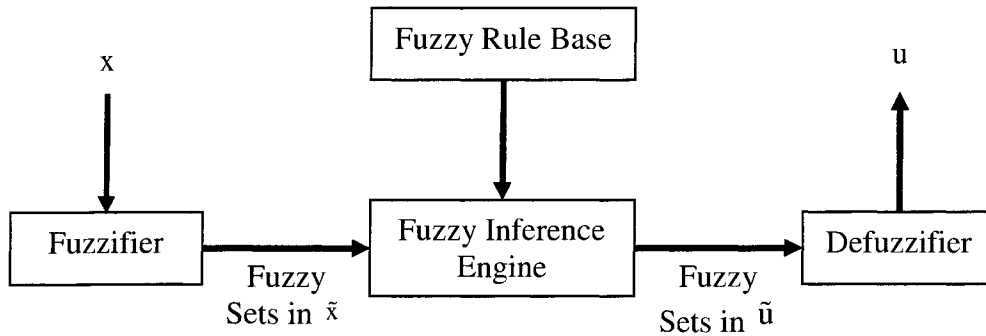 Fuzzy Rule Base
x
u
Fuzzifier
Fuzzy Inference
Engine
Defuzzifier
Fuzzy
Sets in x̃
Fuzzy
Sets in ũ